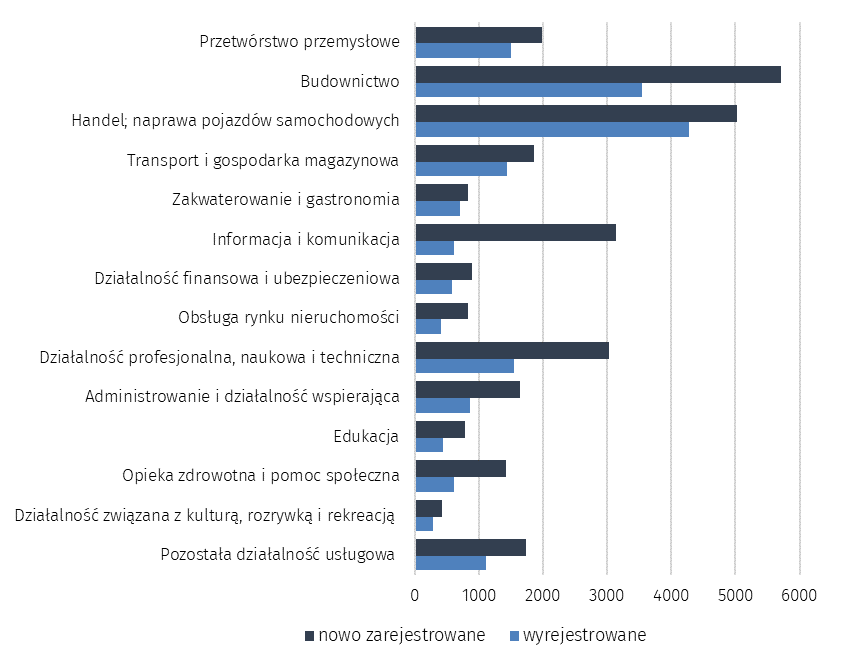 Przetwórstwo przemysłowe
Budownictwo
Handel; naprawa pojazdów samochodowych
Transport i gospodarka magazynowa
Zakwaterowanie i gastronomia
Informacja i komunikacja
Działalność finansowa i ubezpieczeniowa
Obsługa rynku nieruchomości
Działalność profesjonalna, naukowa i techniczna
Administrowanie i działalność wspierająca
Edukacja
Opieka zdrowotna i pomoc społeczna
Działalność związana z kulturą, rozrywką i rekreacją
Pozostała działalność usługowa
0 1000 2000 3000 4000 5000 6000
nowo zarejestrowane wyrejestrowane